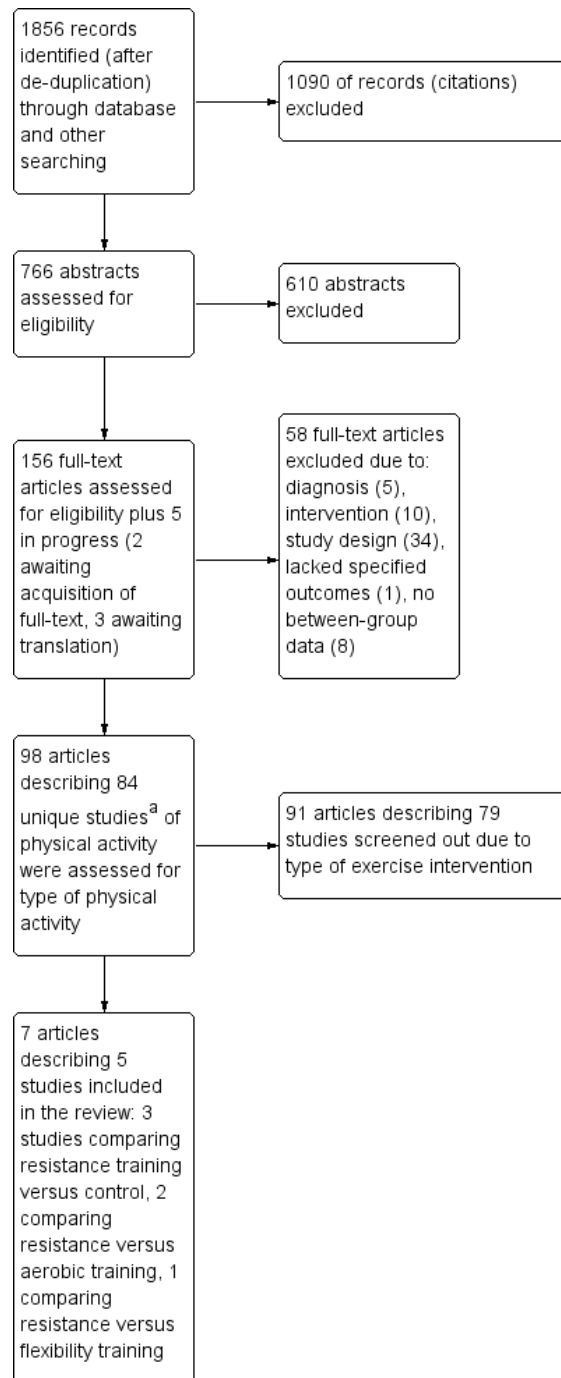 1856 records
identified (after
de-duplication)
through database
and other
searching
1090 of records (citations)
excluded
766 abstracts
assessed for
eligibility
610 abstracts
excluded
156 full-text
articles assessed
for eligibility plus 5
in progress (2
awaiting
acquisition of
full-text, 3 awaiting
translation)
58 full-text articles
excluded due to:
diagnosis (5),
intervention (10),
study design (34),
lacked specified
outcomes (1), no
between-group
data (8)
98 articles
describing 84
unique studies^a of
physical activity
were assessed for
type of physical
activity
91 articles describing 79
studies screened out due to
type of exercise intervention
7 articles
describing 5
studies included
in the review: 3
studies comparing
resistance training
versus control, 2
comparing
resistance versus
aerobic training, 1
comparing
resistance versus
flexibility training